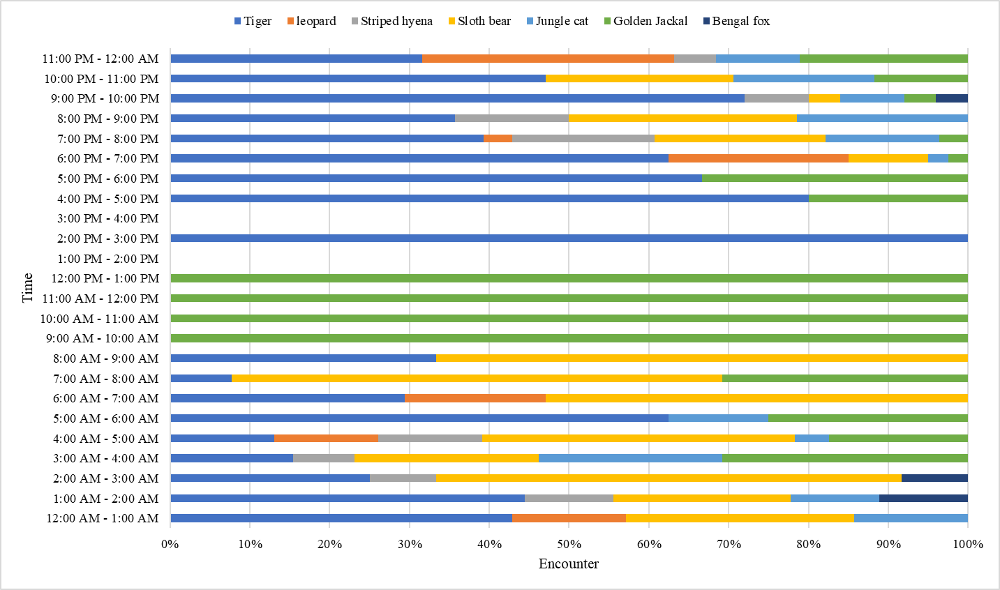 Tiger leopard Striped hyena Sloth bear Jungle cat Golden Jackal Bengal fox
11:00 PM - 12:00 AM
10:00 PM - 11:00 PM
9:00 PM - 10:00 PM
8:00 PM - 9:00 PM
7:00 PM - 8:00 PM
6:00 PM - 7:00 PM
5:00 PM - 6:00 PM
4:00 PM - 5:00 PM
3:00 PM - 4:00 PM
2:00 PM - 3:00 PM
1:00 PM - 2:00 PM
12:00 PM - 1:00 PM
11:00 AM - 12:00 PM
10:00 AM - 11:00 AM
9:00 AM - 10:00 AM
8:00 AM - 9:00 AM
7:00 AM - 8:00 AM
6:00 AM - 7:00 AM
5:00 AM - 6:00 AM
4:00 AM - 5:00 AM
3:00 AM - 4:00 AM
2:00 AM - 3:00 AM
1:00 AM - 2:00 AM
12:00 AM - 1:00 AM
Time
0% 10% 20% 30% 40% 50% 60% 70% 80% 90% 100%
Encounter